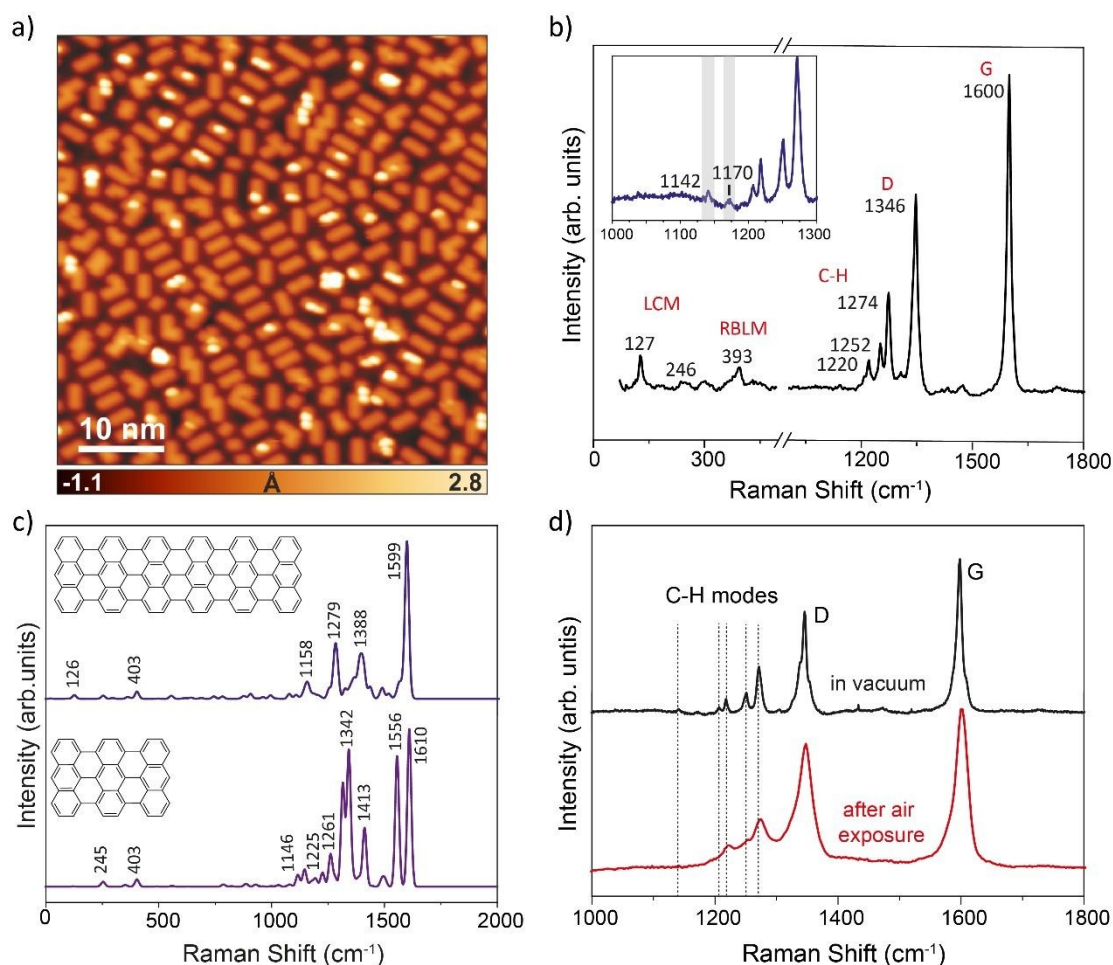 a)
10 nm
-1.1 Å 2.8
b)
Intensity (arb. units)
1142
1170
1000 1100 1200 1300
LCM
127
246
RBLM
393
C-H
1274
1252
1220
D
1346
G
1600
0 300 1200 1500 1800
Raman Shift (cm⁻¹)
c)
Intensity (arb.units)
126
403
1158
1279
1388
1599
245
403
1146
1225
1261
1342
1413
1556
1610
0 500 1000 1500 2000
Raman Shift (cm⁻¹)
d)
Intensity (arb. untis)
C-H modes
D
G
in vacuum
after air
exposure
1000 1200 1400 1600 1800
Raman Shift (cm⁻¹)